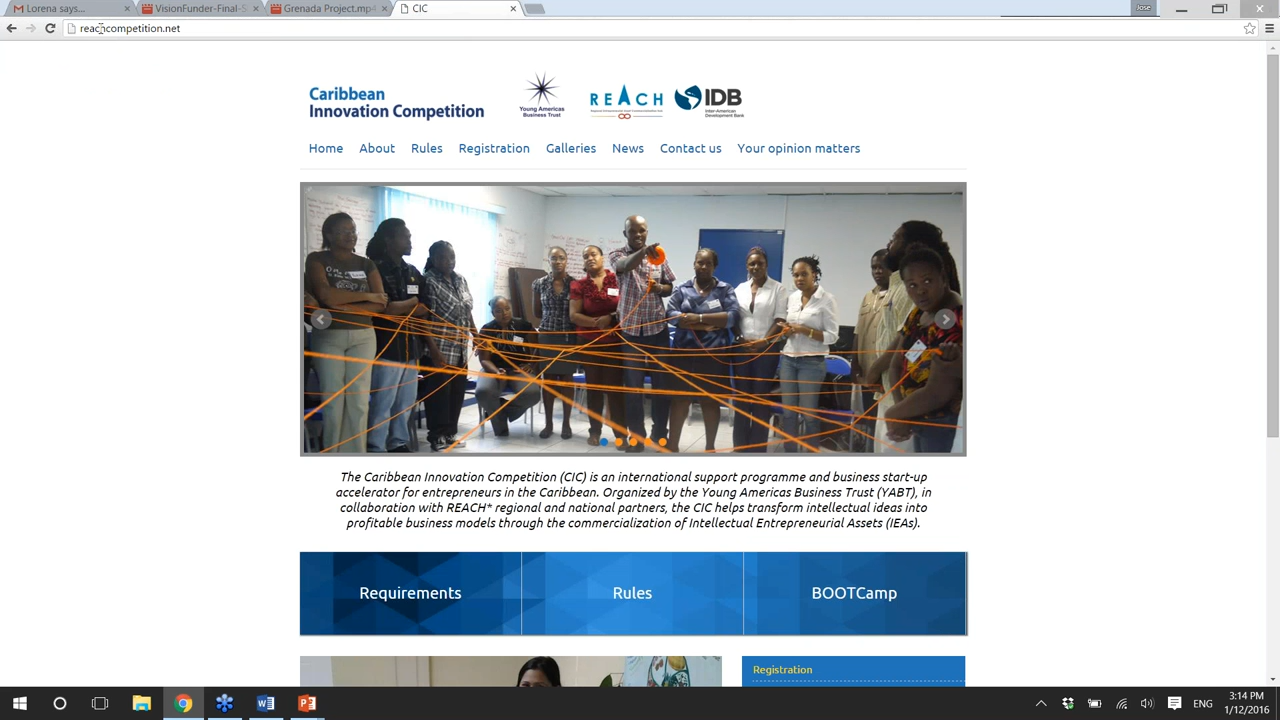 Lorena says...
VisionFunder-Final-S
Grenada Project.mp4
CIC
Jose
reachcompetition.net
Caribbean
Innovation Competition
Young Americas
Business Trust
REACH
IDB
Inter-American
Development Bank
Home About Rules Registration Galleries News Contact us Your opinion matters
The Caribbean Innovation Competition (CIC) is an international support programme and business start-up
accelerator for entrepreneurs in the Caribbean. Organized by the Young Americas Business Trust (YABT), in
collaboration with REACH* regional and national partners, the CIC helps transform intellectual ideas into
profitable business models through the commercialization of Intellectual Entrepreneurial Assets (IEAs).
Requirements Rules BOOTCamp
Registration
ENG
3:14 PM
1/12/2016